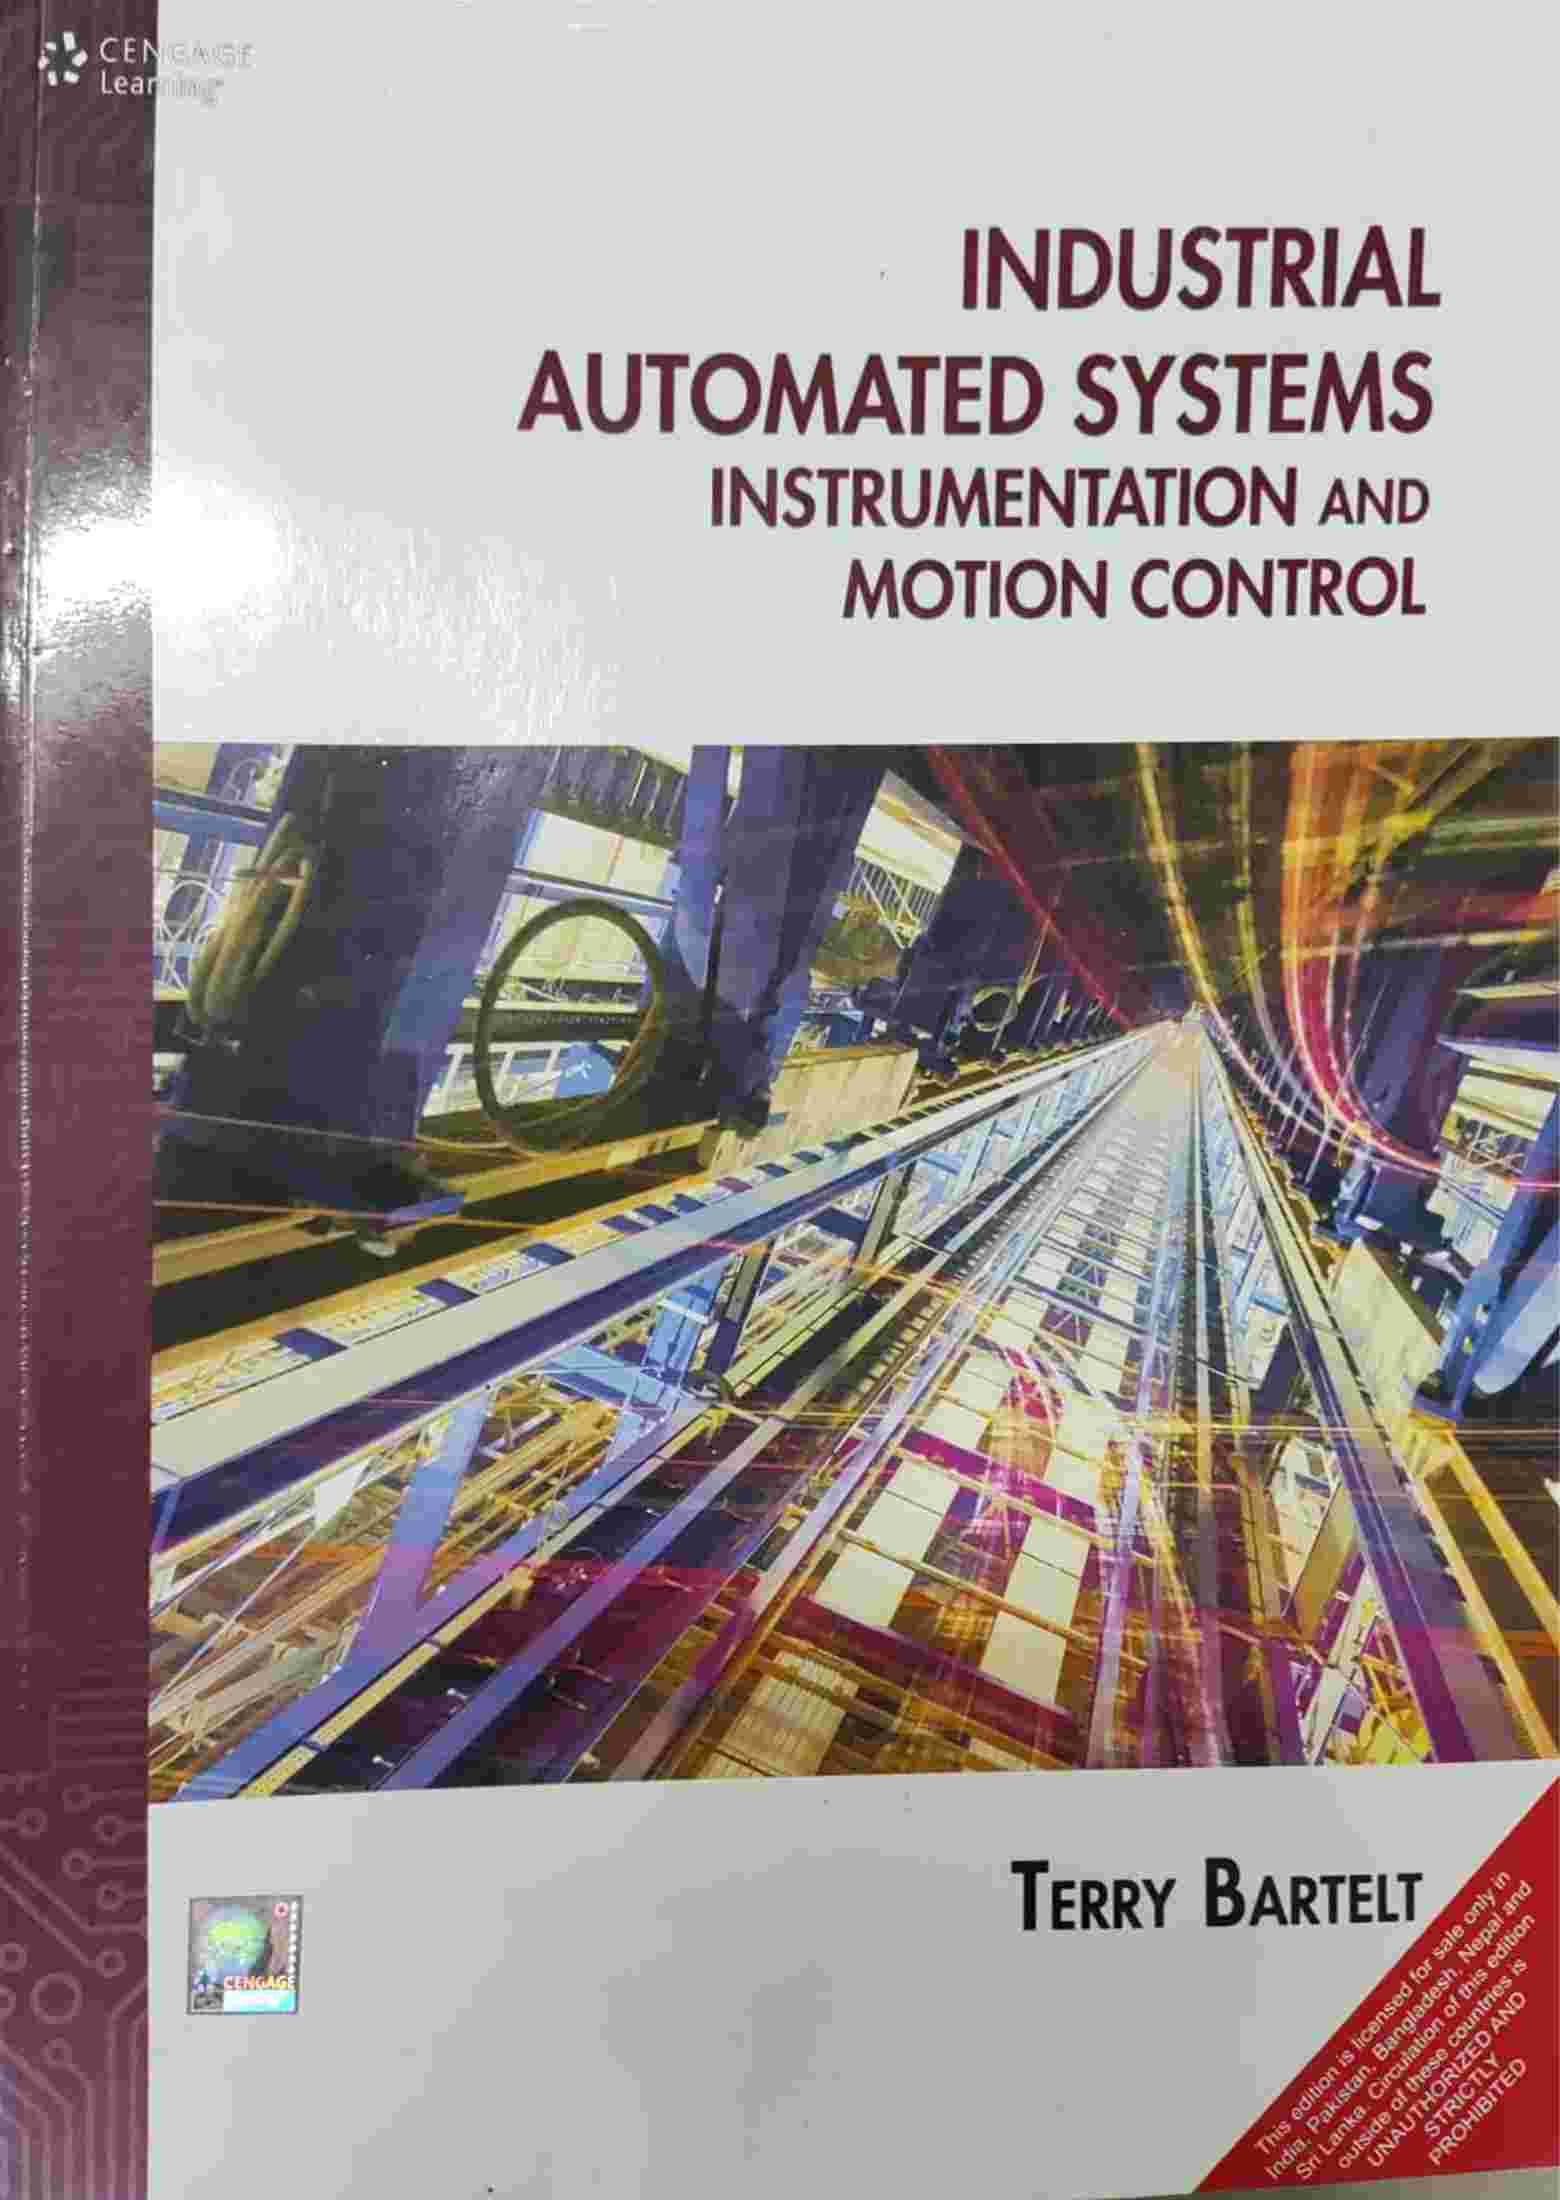 CENGAGE
Learning™
INDUSTRIAL
AUTOMATED SYSTEMS
INSTRUMENTATION AND
MOTION CONTROL
TERRY BARTELT
CENGAGE
This edition is licensed for sale only in
India, Pakistan, Bangladesh, Nepal and
Sri Lanka. Circulation of this edition
outside of these countries is
UNAUTHORIZED AND
STRICTLY
PROHIBITED